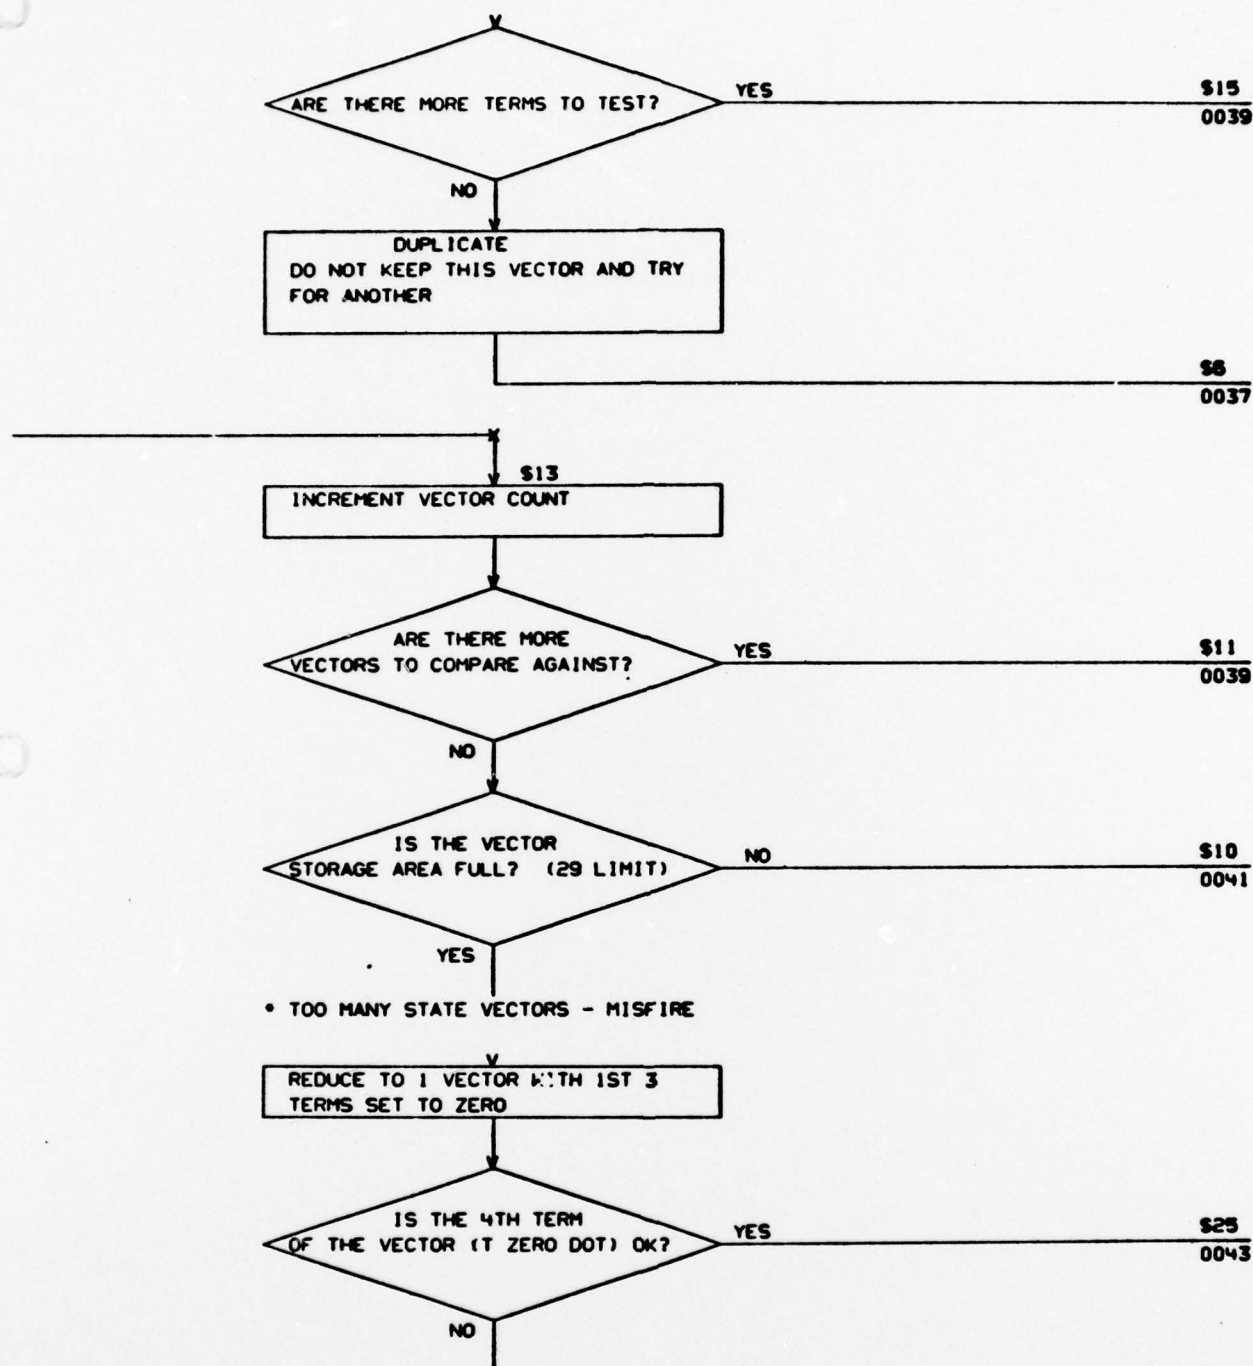 YES
$15
ARE THERE MORE TERMS TO TEST?
0039
NO
DUPLICATE
DO NOT KEEP THIS VECTOR AND TRY
FOR ANOTHER
$6
0037
$13
INCREMENT VECTOR COUNT
ARE THERE MORE
VECTORS TO COMPARE AGAINST?
YES
$11
0039
NO
IS THE VECTOR
STORAGE AREA FULL? (29 LIMIT)
NO
$10
0041
YES
* TOO MANY STATE VECTORS - MISFIRE
REDUCE TO 1 VECTOR WITH 1ST 3
TERMS SET TO ZERO
IS THE 4TH TERM
OF THE VECTOR (T ZERO DOT) OK?
YES
$25
0043
NO